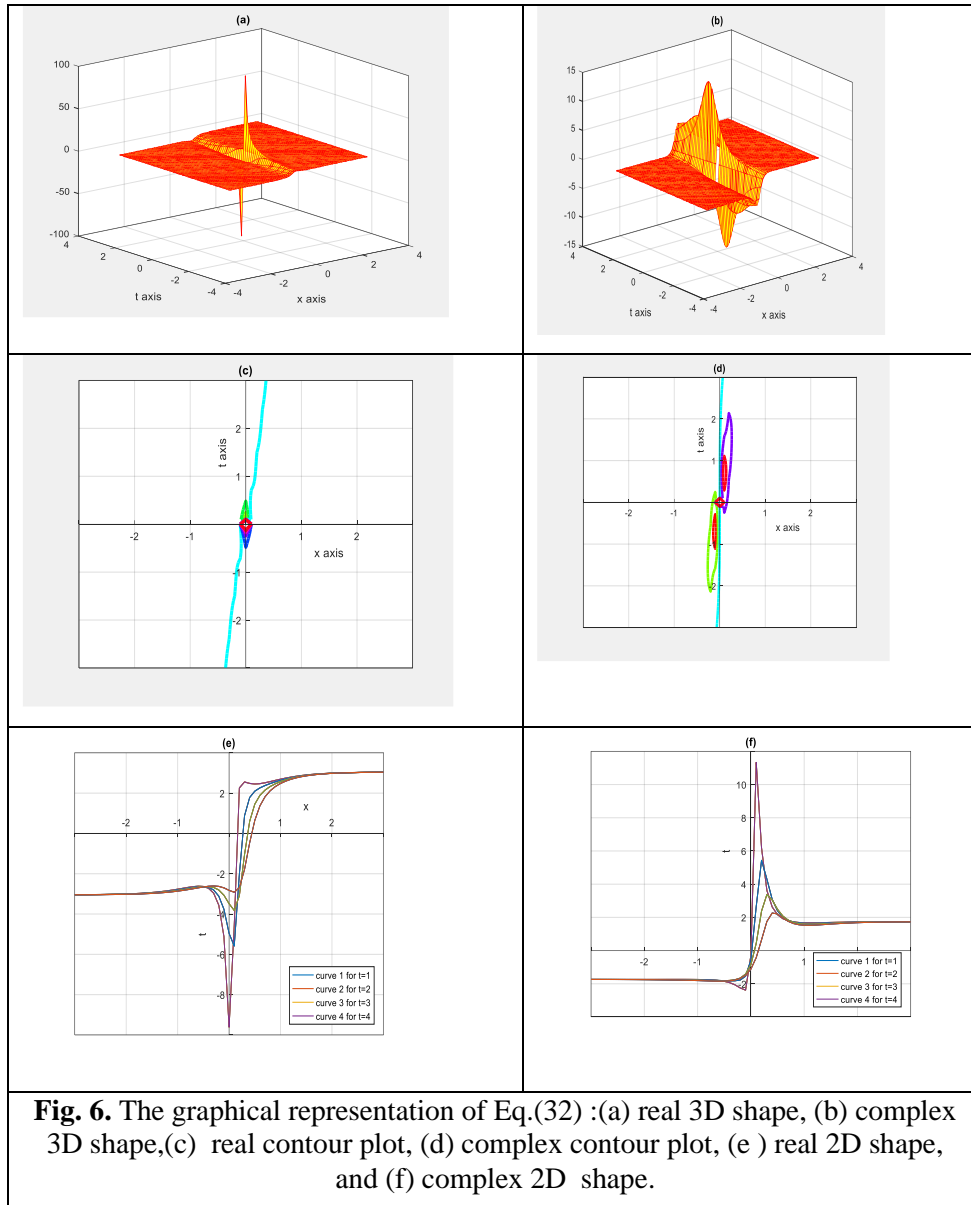 (a)
100
50
0
-50
-100
4
2
0
-2
-4
-4
-2
0
2
4
t axis
x axis
(b)
15
10
5
0
-5
-10
-15
4
2
0
-2
-4
-4
-2
0
2
4
t axis
x axis
(c)
t axis
2
1
-2
-1
1
2
x axis
-1
-2
(d)
t axis
2
1
-2
-1
1
2
x axis
-1
-2
(e)
2
x
-2
-1
1
2
-4
t
-6
-8
curve 1 for t=1
curve 2 for t=2
curve 3 for t=3
curve 4 for t=4
(f)
12
10
8
t
6
4
2
-2
-1
1
2
-2
curve 1 for t=1
curve 2 for t=2
curve 3 for t=3
curve 4 for t=4
Fig. 6. The graphical representation of Eq.(32) :(a) real 3D shape, (b) complex
3D shape,(c) real contour plot, (d) complex contour plot, (e ) real 2D shape,
and (f) complex 2D shape.